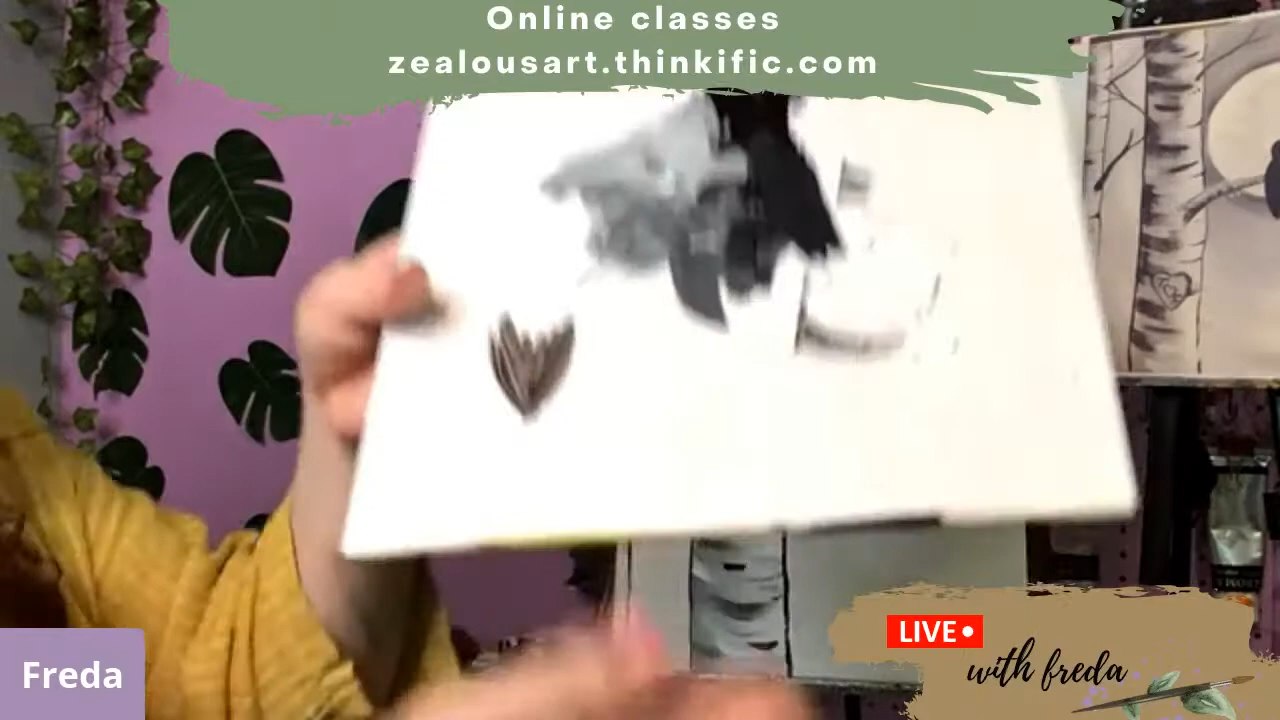 Online classes
zealousart.thinkific.com
LIVE
with freda
Freda